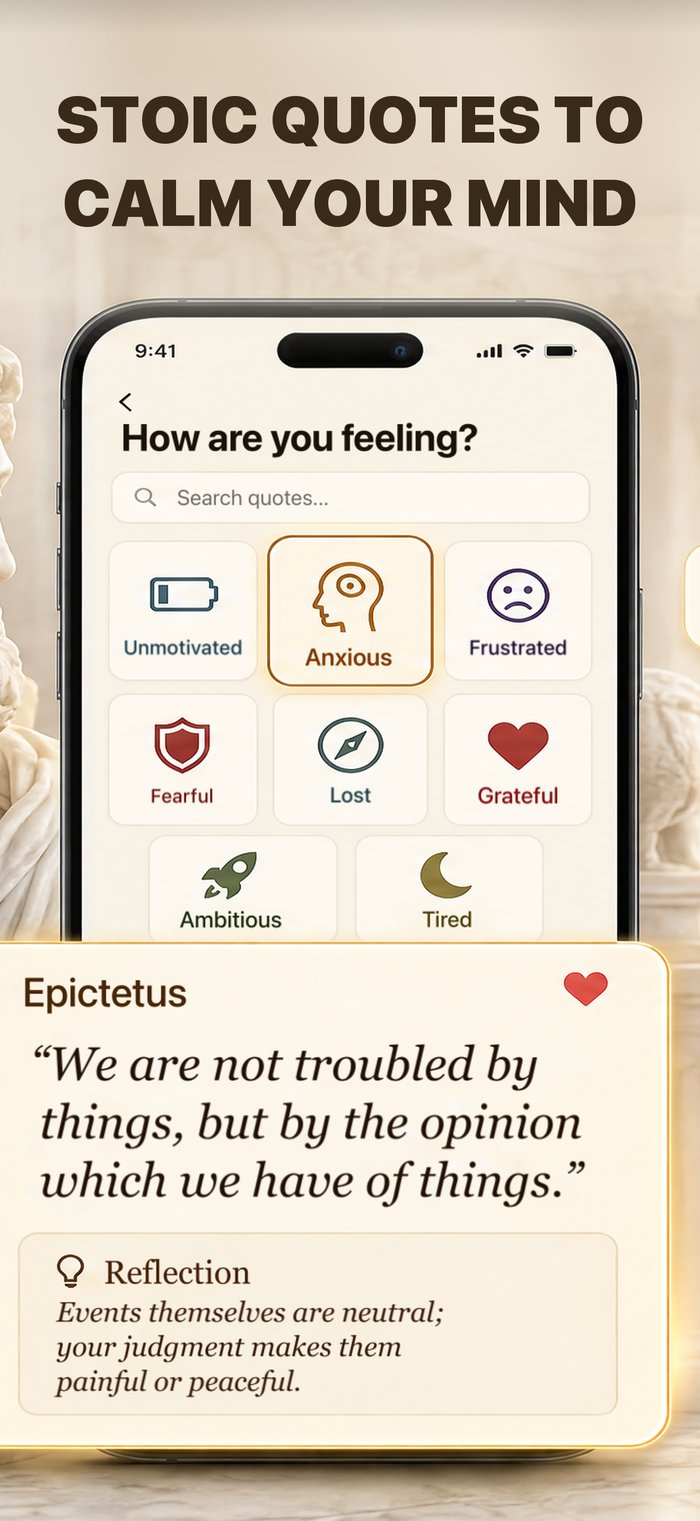 STOIC QUOTES TO
CALM YOUR MIND
9:41
How are you feeling?
Search quotes...
Unmotivated
Anxious
Frustrated
Fearful
Lost
Grateful
Ambitious
Tired
Epictetus
“We are not troubled by
things, but by the opinion
which we have of things.”
Reflection
Events themselves are neutral;
your judgment makes them
painful or peaceful.